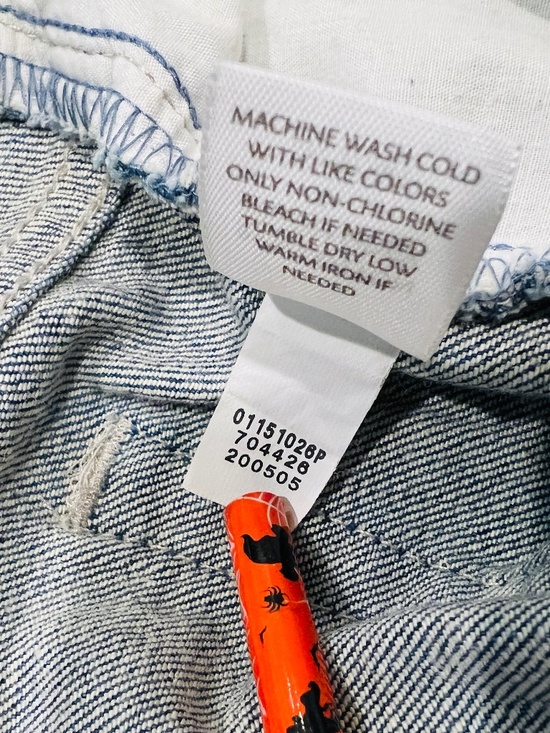 MACHINE WASH COLD
WITH LIKE COLORS
ONLY NON-CHLORINE
BLEACH IF NEEDED
TUMBLE DRY LOW
WARM IRON IF
NEEDED
01151026P
704426
200505